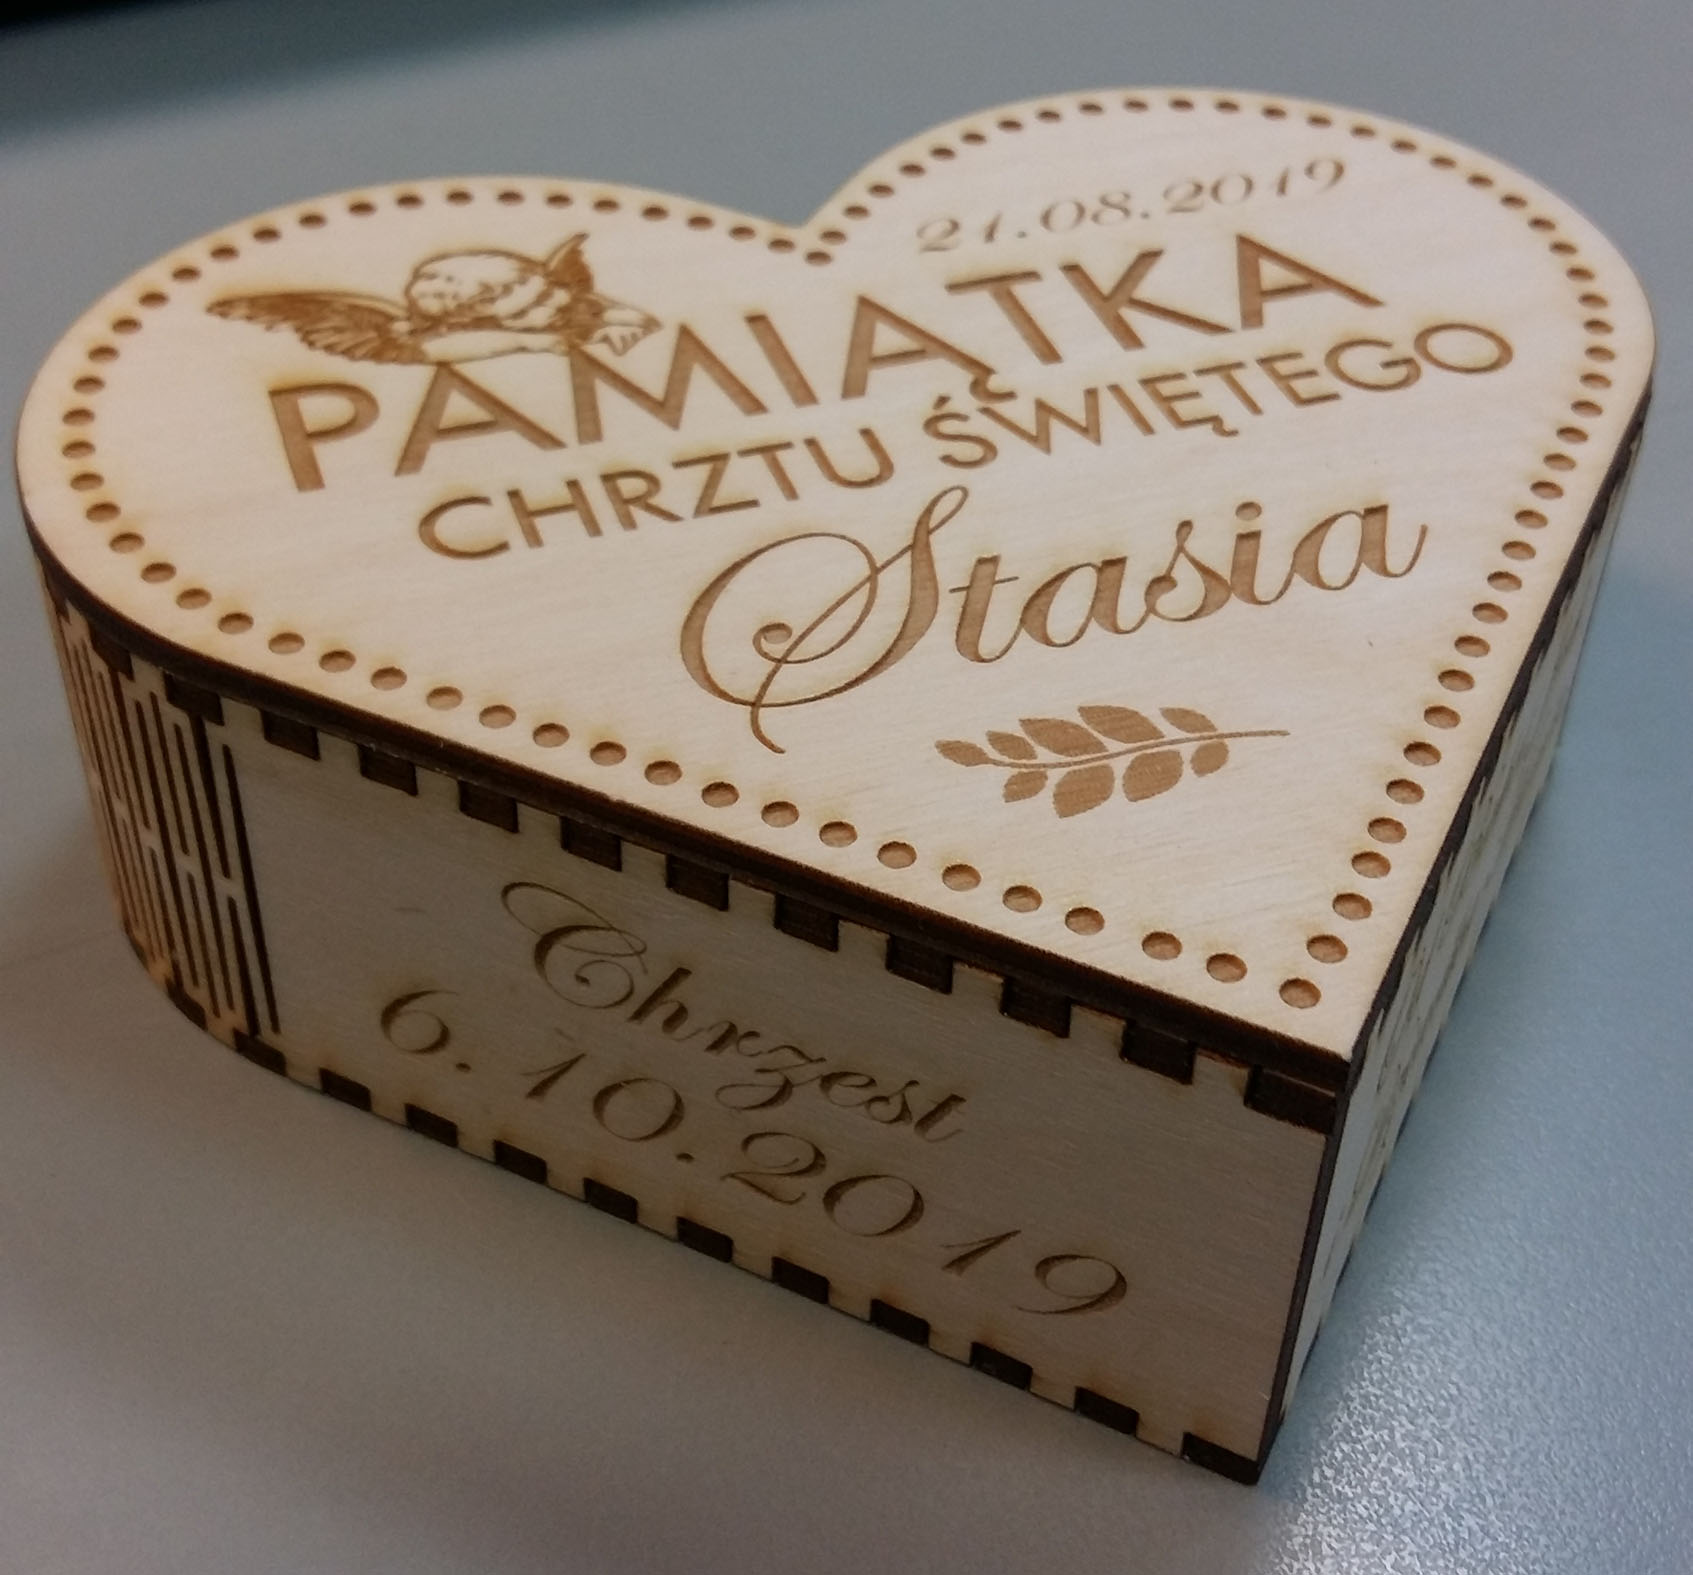 21.08.2019
PAMIĄTKA
CHRZTU ŚWIĘTEGO
Stasia
Chrzest
6.10.2019